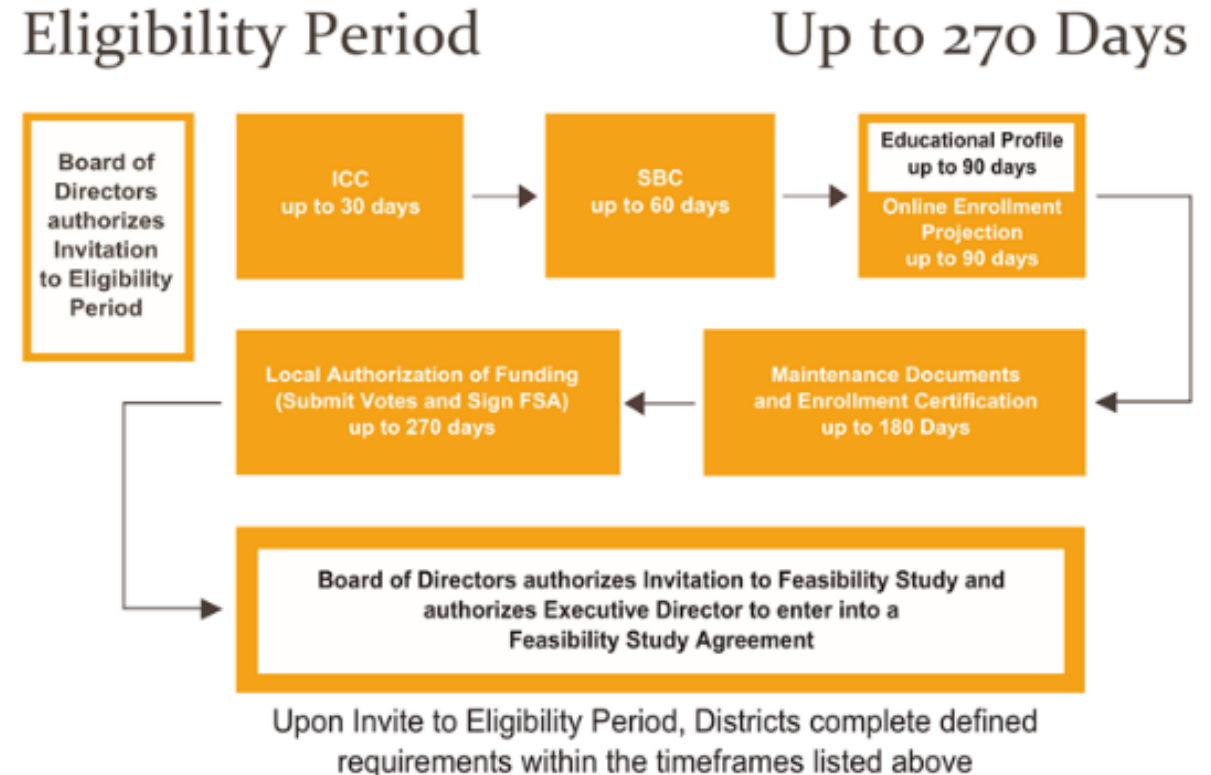 Eligibility Period
Up to 270 Days
Board of
Directors
authorizes
Invitation
to Eligibility
Period
ICC
up to 30 days
SBC
up to 60 days
Educational Profile
up to 90 days
Online Enrollment
Projection
up to 90 days
Maintenance Documents
and Enrollment Certification
up to 180 Days
Local Authorization of Funding
(Submit Votes and Sign FSA)
up to 270 days
Board of Directors authorizes Invitation to Feasibility Study and
authorizes Executive Director to enter into a
Feasibility Study Agreement
Upon Invite to Eligibility Period, Districts complete defined
requirements within the timeframes listed above